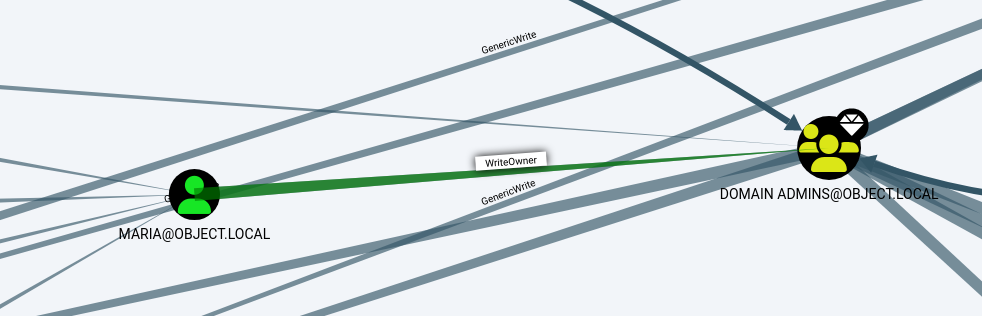 GenericWrite
WriteOwner
GenericWrite
DOMAIN ADMINS@OBJECT.LOCAL
MARIA@OBJECT.LOCAL